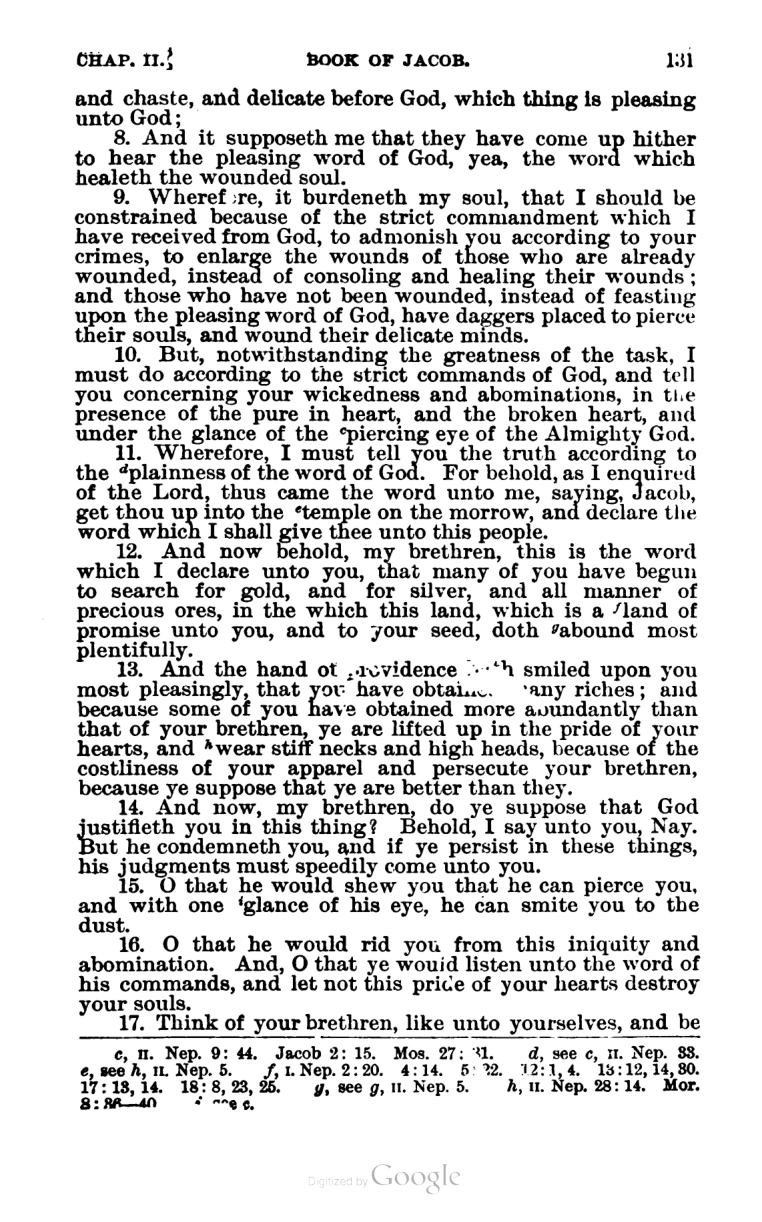 CHAP. II.] BOOK OF JACOB. 131
and chaste, and delicate before God, which thing is pleasing
unto God;
8. And it supposeth me that they have come up hither
to hear the pleasing word of God, yea, the word which
healeth the wounded soul.
9. Wherefore, it burdeneth my soul, that I should be
constrained because of the strict commandment which I
have received from God, to admonish you according to your
crimes, to enlarge the wounds of those who are already
wounded, instead of consoling and healing their wounds;
and those who have not been wounded, instead of feasting
upon the pleasing word of God, have daggers placed to pierce
their souls, and wound their delicate minds.
10. But, notwithstanding the greatness of the task, I
must do according to the strict commands of God, and tell
you concerning your wickedness and abominations, in the
presence of the pure in heart, and the broken heart, and
under the glance of the ᶜpiercing eye of the Almighty God.
11. Wherefore, I must tell you the truth according to
the ᵈplainness of the word of God. For behold, as I enquired
of the Lord, thus came the word unto me, saying, Jacob,
get thou up into the ᵉtemple on the morrow, and declare the
word which I shall give thee unto this people.
12. And now behold, my brethren, this is the word
which I declare unto you, that many of you have begun
to search for gold, and for silver, and all manner of
precious ores, in the which this land, which is a ᶠland of
promise unto you, and to your seed, doth ᵍabound most
plentifully.
13. And the hand of providence smiled upon you
most pleasingly, that you have obtained any riches; and
because some of you have obtained more abundantly than
that of your brethren, ye are lifted up in the pride of your
hearts, and ʰwear stiff necks and high heads, because of the
costliness of your apparel and persecute your brethren,
because ye suppose that ye are better than they.
14. And now, my brethren, do ye suppose that God
justifieth you in this thing? Behold, I say unto you, Nay.
But he condemneth you, and if ye persist in these things,
his judgments must speedily come unto you.
15. O that he would shew you that he can pierce you,
and with one ⁱglance of his eye, he can smite you to the
dust.
16. O that he would rid you from this iniquity and
abomination. And, O that ye would listen unto the word of
his commands, and let not this pride of your hearts destroy
your souls.
17. Think of your brethren, like unto yourselves, and be
c, II. Nep. 9: 44. Jacob 2: 15. Mos. 27: 31. d, see c, II. Nep. 33.
e, see h, II. Nep. 5. f, I. Nep. 2: 20. 4: 14. 5: 22. 12: 1, 4. 13: 12, 14, 30.
17: 13, 14. 18: 8, 23, 25. g, see g, II. Nep. 5. h, II. Nep. 28: 14. Mor.
8: 36—40 c.
Digitized by Google